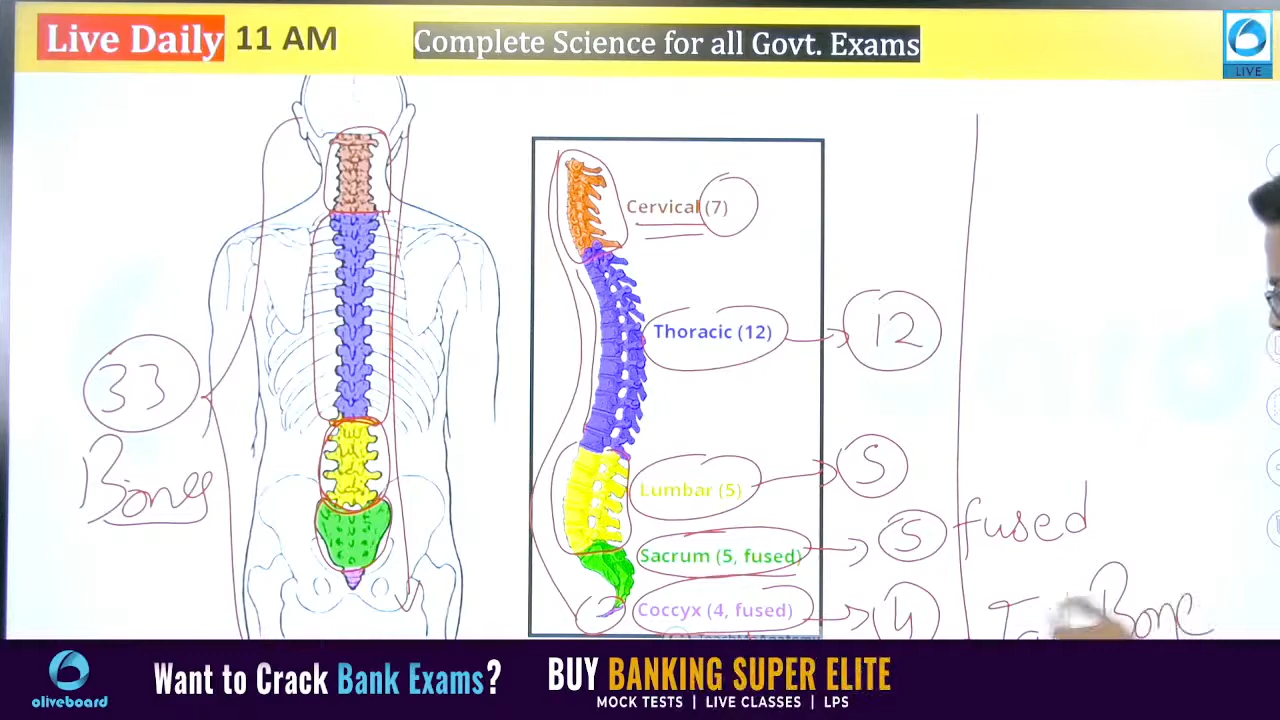 Live Daily 11 AM
Complete Science for all Govt. Exams
LIVE
Cervical (7)
Thoracic (12)
12
33
Bones
Lumbar (5)
5
Sacrum (5, fused)
5 fused
Coccyx (4, fused)
4
Bone
oliveboard
Want to Crack Bank Exams?
BUY BANKING SUPER ELITE
MOCK TESTS | LIVE CLASSES | LPS